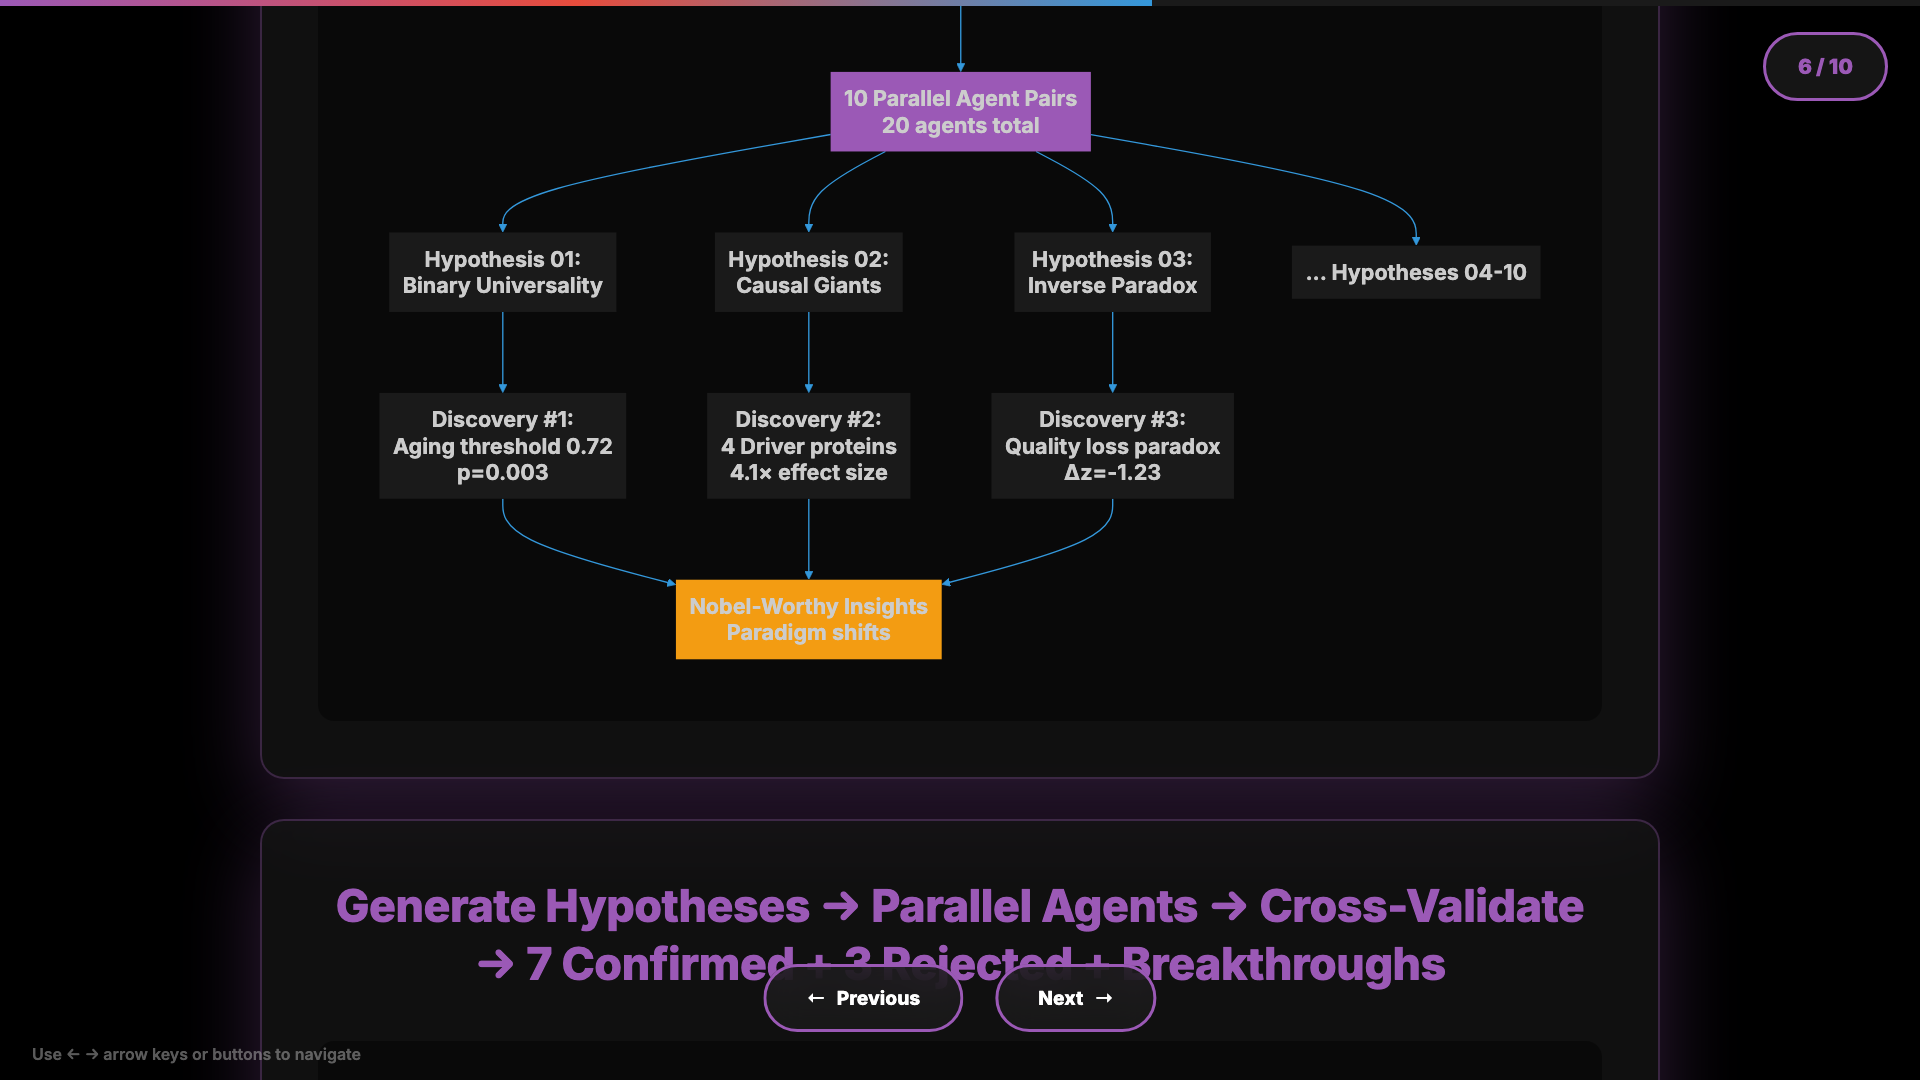 6 / 10
10 Parallel Agent Pairs
20 agents total
Hypothesis 01:
Binary Universality
Hypothesis 02:
Causal Giants
Hypothesis 03:
Inverse Paradox
... Hypotheses 04-10
Discovery #1:
Aging threshold 0.72
p=0.003
Discovery #2:
4 Driver proteins
4.1× effect size
Discovery #3:
Quality loss paradox
Δz=-1.23
Nobel-Worthy Insights
Paradigm shifts
Generate Hypotheses → Parallel Agents → Cross-Validate
→ 7 Confirmed + 3 Rejected + Breakthroughs
← Previous
Next →
Use ← → arrow keys or buttons to navigate